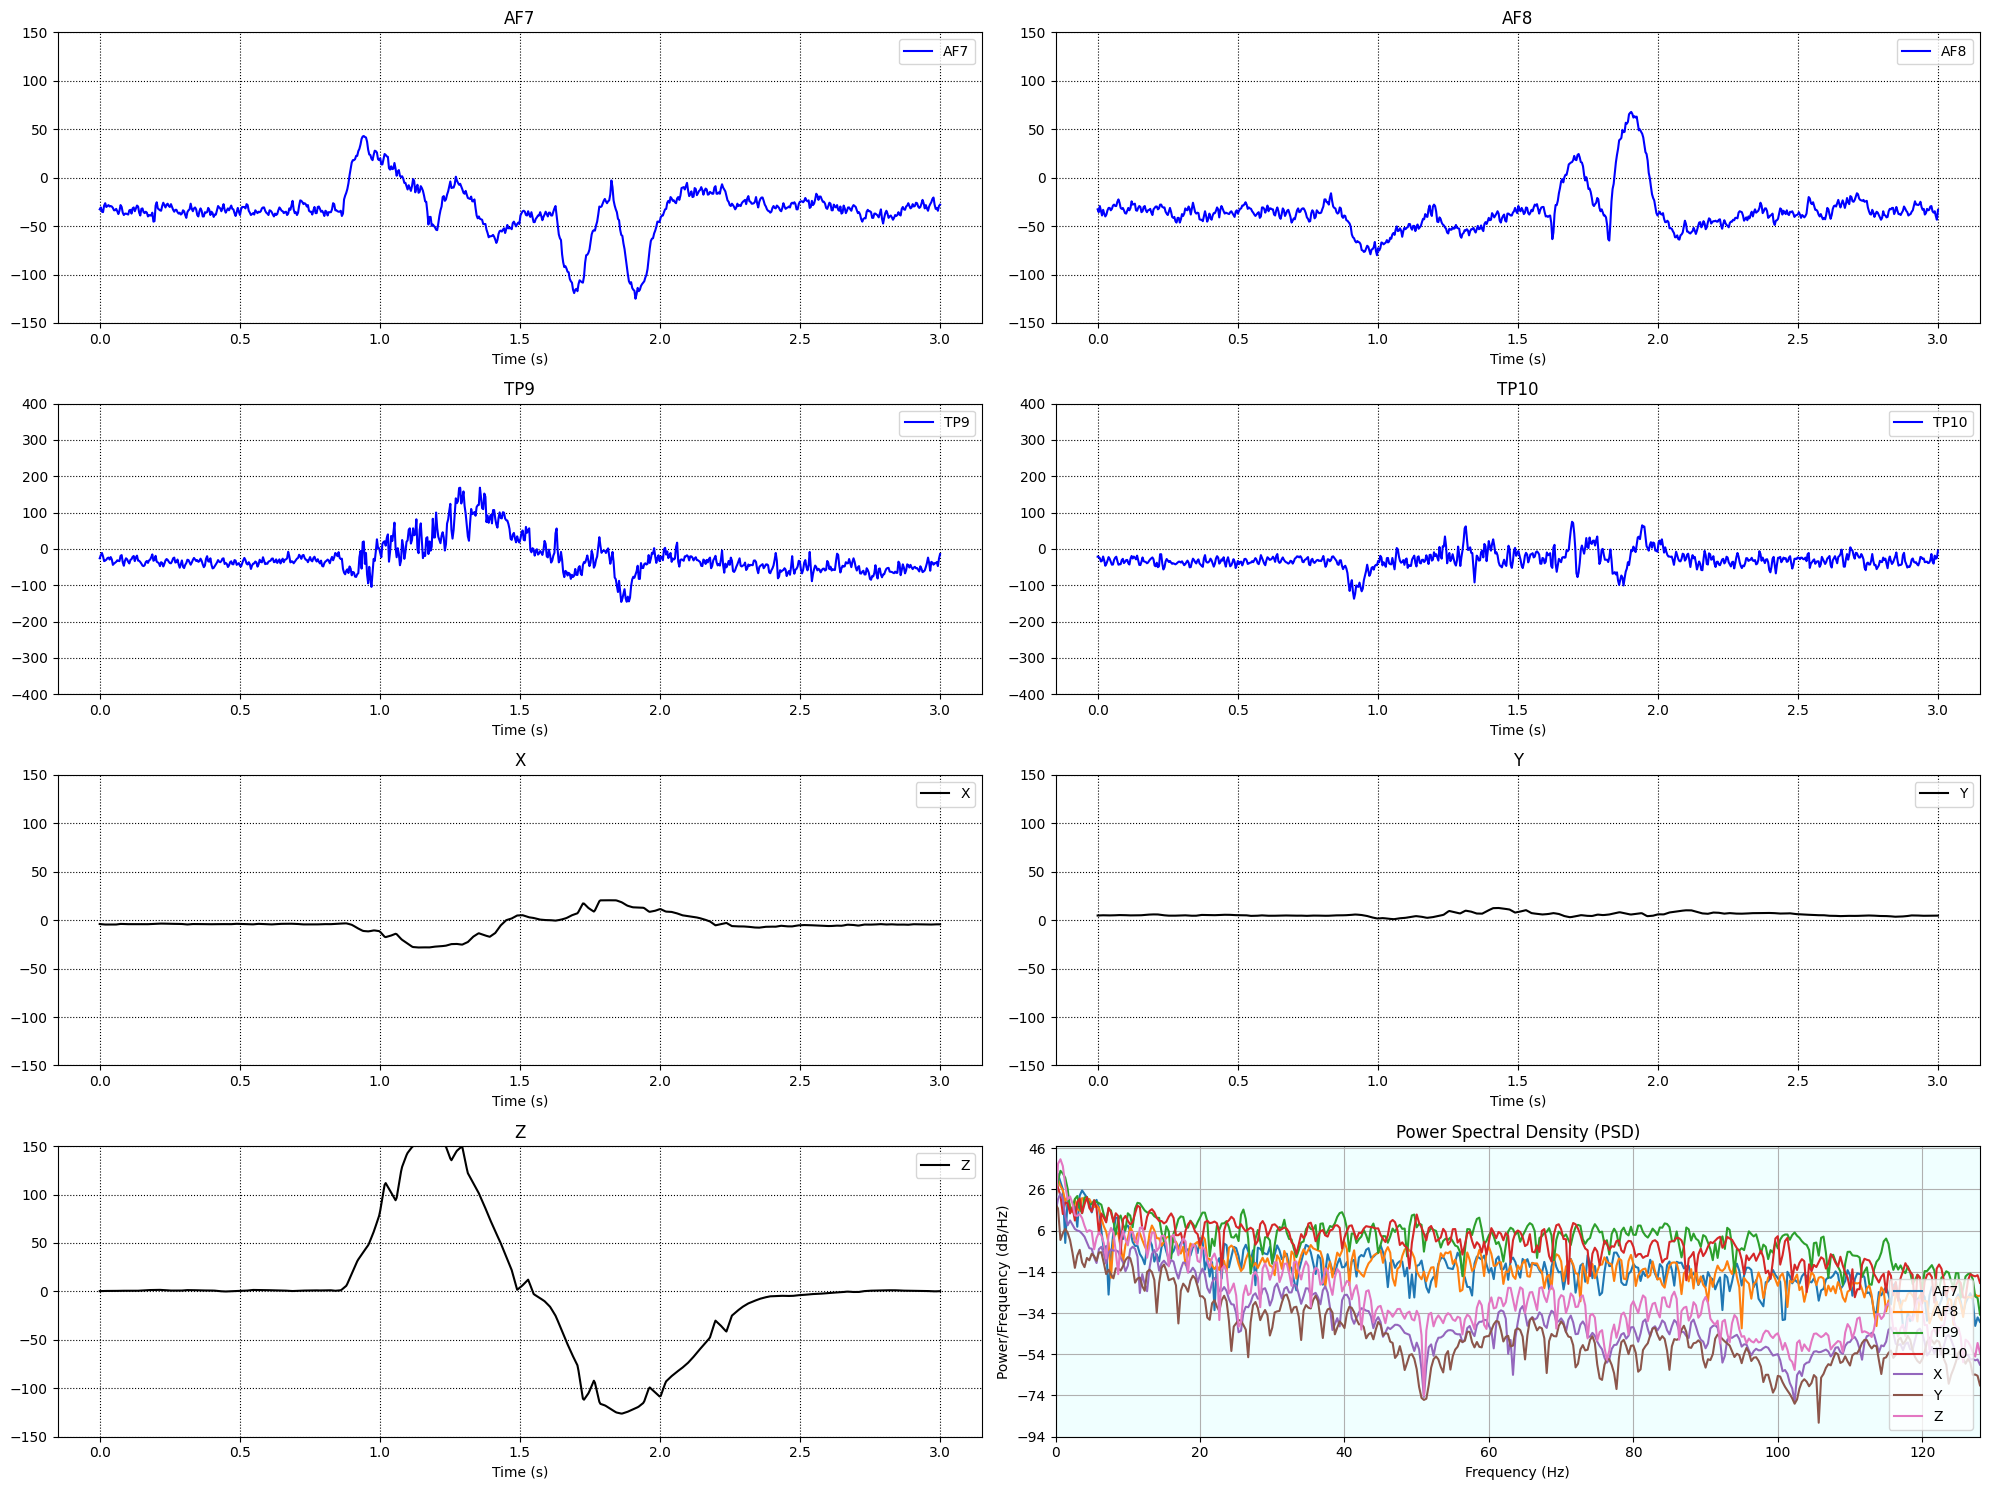 AF7
150
100
50
0
−50
−100
−150
AF7
0.0 0.5 1.0 1.5 2.0 2.5 3.0
Time (s)
AF8
150
100
50
0
−50
−100
−150
AF8
0.0 0.5 1.0 1.5 2.0 2.5 3.0
Time (s)
TP9
400
300
200
100
0
−100
−200
−300
−400
TP9
0.0 0.5 1.0 1.5 2.0 2.5 3.0
Time (s)
TP10
400
300
200
100
0
−100
−200
−300
−400
TP10
0.0 0.5 1.0 1.5 2.0 2.5 3.0
Time (s)
X
150
100
50
0
−50
−100
−150
X
0.0 0.5 1.0 1.5 2.0 2.5 3.0
Time (s)
Y
150
100
50
0
−50
−100
−150
Y
0.0 0.5 1.0 1.5 2.0 2.5 3.0
Time (s)
Z
150
100
50
0
−50
−100
−150
Z
0.0 0.5 1.0 1.5 2.0 2.5 3.0
Time (s)
Power Spectral Density (PSD)
Power/Frequency (dB/Hz)
46
26
6
−14
−34
−54
−74
−94
AF7
AF8
TP9
TP10
X
Y
Z
0 20 40 60 80 100 120
Frequency (Hz)